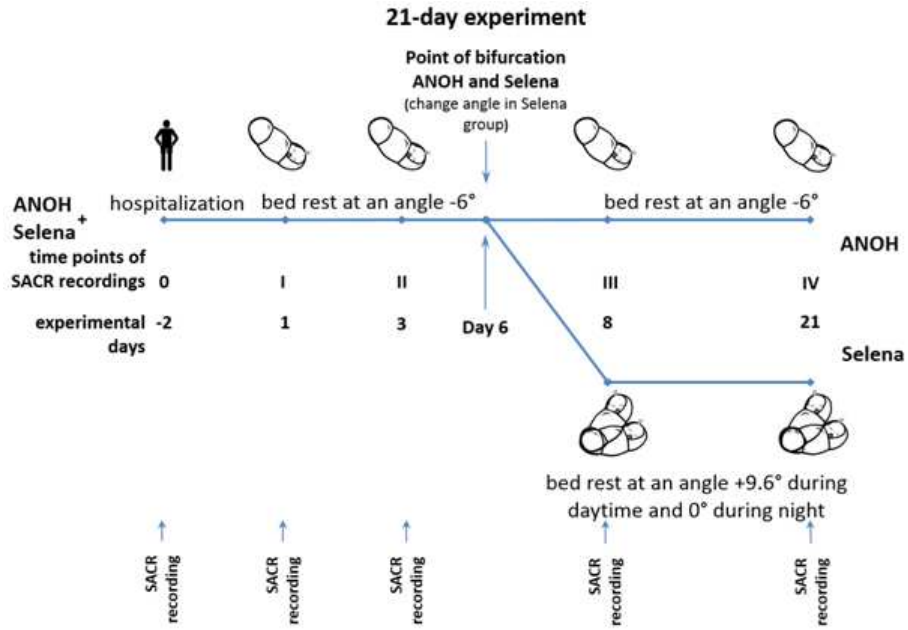 21-day experiment
Point of bifurcation
ANOH and Selena
(change angle in Selena
group)
hospitalization
bed rest at an angle -6°
bed rest at an angle -6°
ANOH +
Selena
ANOH
time points of
SACR recordings 0 I II III IV
experimental
days -2 1 3 Day 6 8 21
Selena
bed rest at an angle +9.6° during
daytime and 0° during night
SACR
recording
SACR
recording
SACR
recording
SACR
recording
SACR
recording